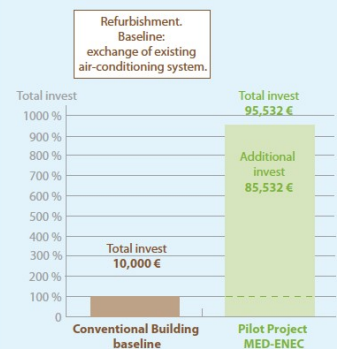 Refurbishment.
Baseline:
exchange of existing
air-conditioning system.
Total invest
1000 %
900 %
800 %
700 %
600 %
500 %
400 %
300 %
200 %
100 %
0
Total invest
10,000 €
Total invest
95,532 €
Additional
invest
85,532 €
Conventional Building
baseline
Pilot Project
MED-ENEC